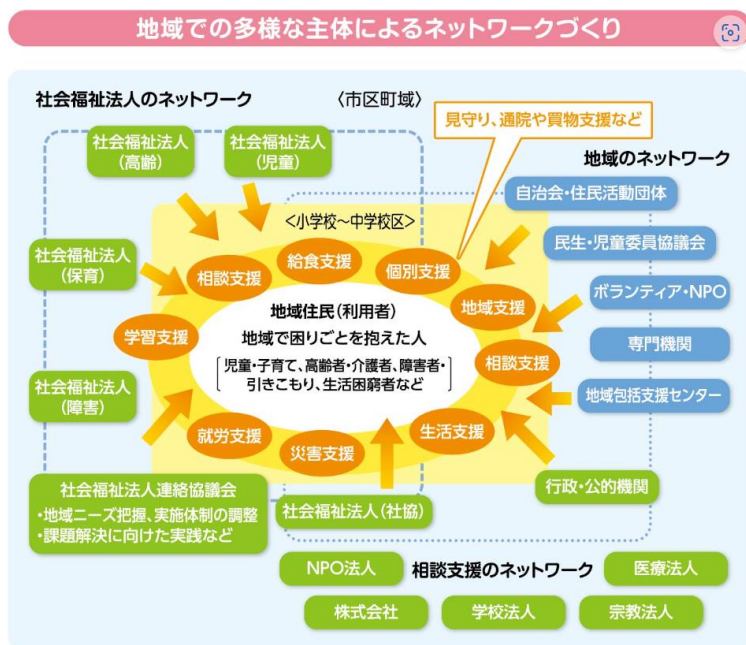 地域での多様な主体によるネットワークづくり
社会福祉法人のネットワーク
〈市区町域〉
見守り、通院や買物支援など
社会福祉法人
(高齢)
社会福祉法人
(児童)
地域のネットワーク
自治会・住民活動団体
<小学校～中学校区>
民生・児童委員協議会
社会福祉法人
(保育)
相談支援
給食支援
個別支援
ボランティア・NPO
地域支援
地域住民(利用者)
学習支援
地域で困りごとを抱えた人
専門機関
児童・子育て、高齢者・介護者、障害者・
引きこもり、生活困窮者など
相談支援
社会福祉法人
(障害)
地域包括支援センター
就労支援
災害支援
生活支援
社会福祉法人連絡協議会
・地域ニーズ把握、実施体制の調整
・課題解決に向けた実践など
社会福祉法人(社協)
行政・公的機関
NPO法人
相談支援のネットワーク
医療法人
株式会社
学校法人
宗教法人